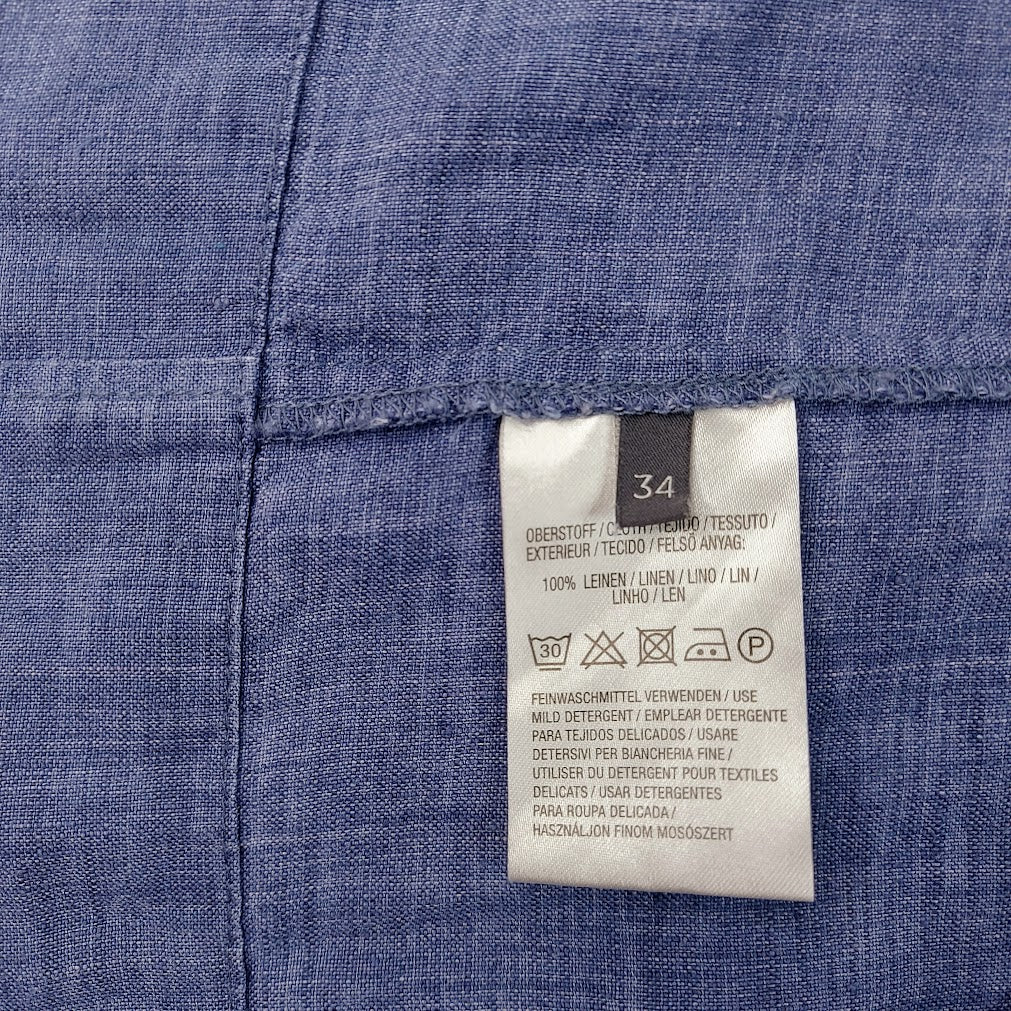 34
OBERSTOFF / CLOTH / TEJIDO / TESSUTO /
EXTERIEUR / TECIDO / FELSŐ ANYAG:
100% LEINEN / LINEN / LINO / LIN /
LINHO / LEN
30
P
FEINWASCHMITTEL VERWENDEN / USE
MILD DETERGENT / EMPLEAR DETERGENTE
PARA TEJIDOS DELICADOS / USARE
DETERSIVI PER BIANCHERIA FINE /
UTILISER DU DETERGENT POUR TEXTILES
DELICATS / USAR DETERGENTES
PARA ROUPA DELICADA /
HASZNÁLJON FINOM MOSÓSZERT